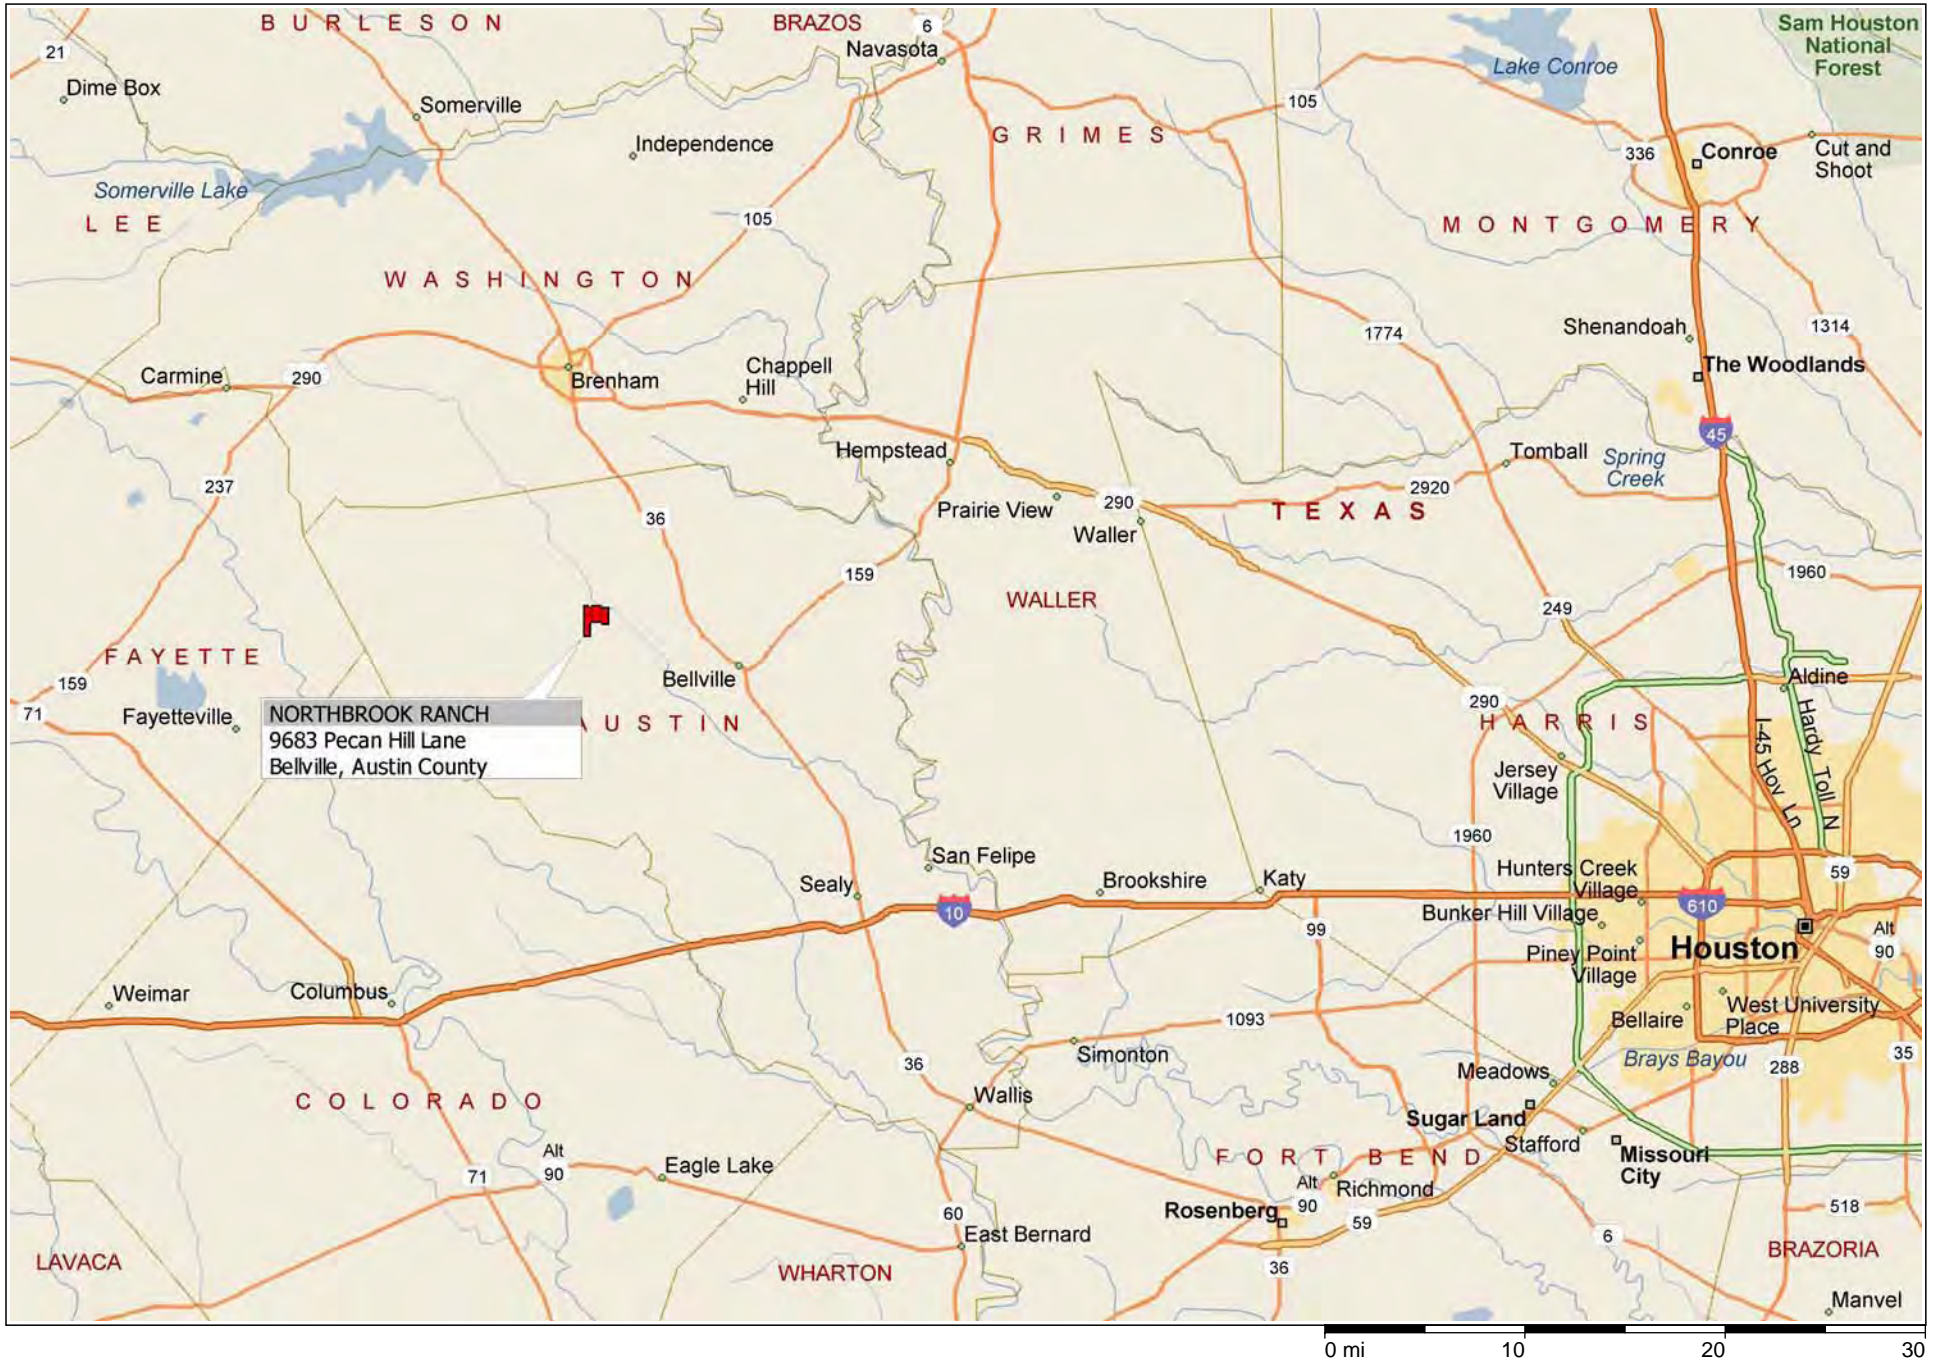 BURLESON
BRAZOS
6
Sam Houston
National
Forest
21
Navasota
Lake Conroe
Dime Box
Somerville
105
GRIMES
Independence
336
Conroe
Cut and
Shoot
Somerville Lake
LEE
105
MONTGOMERY
WASHINGTON
Shenandoah
1314
1774
Chappell
Hill
The Woodlands
Carmine
290
Brenham
45
Hempstead
Tomball
Spring
Creek
237
2920
290
Prairie View
TEXAS
36
Waller
159
1960
WALLER
249
FAYETTE
159
Bellville
Aldine
71
Fayetteville
290
NORTHBROOK RANCH
9683 Pecan Hill Lane
Bellville, Austin County
AUSTIN
HARRIS
I-45 Hov Ln
Hardy Toll N
Jersey
Village
1960
San Felipe
Hunters Creek
Village
59
Sealy
Brookshire
Katy
10
610
Bunker Hill Village
99
Houston
Alt
90
Piney Point
Village
Weimar
Columbus
West University
Place
1093
Bellaire
Simonton
Brays Bayou
35
36
288
Meadows
Wallis
COLORADO
Sugar Land
Stafford
Alt
90
FORT BEND
Missouri
City
Eagle Lake
71
Alt
90
Richmond
Rosenberg
518
60
59
East Bernard
6
LAVACA
WHARTON
36
BRAZORIA
Manvel
0 mi
10
20
30